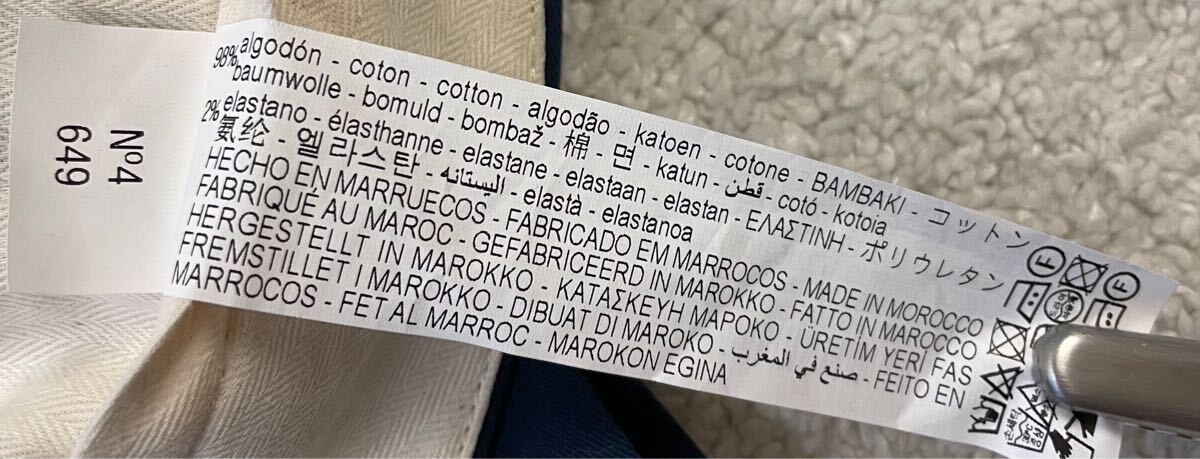 Nº4
649
98% algodón - coton - cotton - algodão - katoen - cotone - BAMBAKI - コットン
baumwolle - bomuld - bombaž - 棉 - 면 - katun - قطن - cotó - kotoia
2% elastano - élasthanne - elastane - elastaan - elastan - ΕΛΑΣΤΙΝΗ - ポリウレタン
氨纶 - 엘라스탄 - اليستانه - elastà - elastanoa
HECHO EN MARRUECOS - FABRICADO EM MARROCOS - MADE IN MOROCCO
FABRIQUÉ AU MAROC - GEFABRICEERD IN MAROKKO - FATTO IN MAROCCO
HERGESTELLT IN MAROKKO - ΚΑΤΑΣΚΕΥΗ ΜΑΡΟΚΟ - ÜRETİM YERİ FAS
FREMSTILLET I MAROKKO - DIBUAT DI MAROKO - صنع في المغرب - FEITO EN
MARROCOS - FET AL MARROC - MAROKON EGINA
F
F